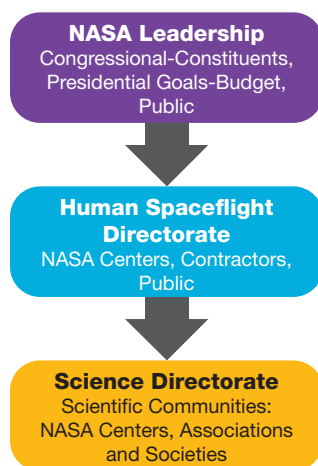 NASA Leadership
Congressional-Constituents,
Presidential Goals-Budget,
Public
Human Spaceflight
Directorate
NASA Centers, Contractors,
Public
Science Directorate
Scientific Communities:
NASA Centers, Associations
and Societies